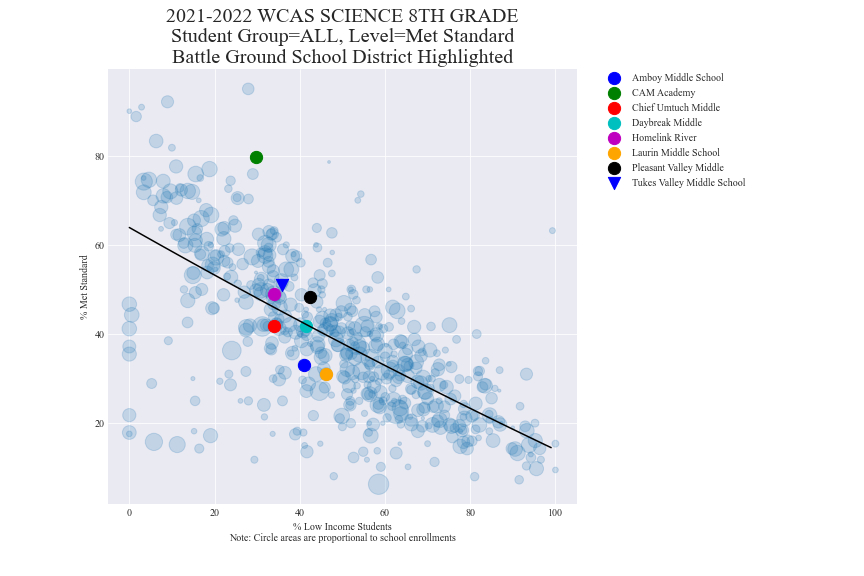 2021-2022 WCAS SCIENCE 8TH GRADE
Student Group=ALL, Level=Met Standard
Battle Ground School District Highlighted
Amboy Middle School
CAM Academy
Chief Umtuch Middle
Daybreak Middle
Homelink River
Laurin Middle School
Pleasant Valley Middle
Tukes Valley Middle School
% Met Standard
80
60
40
20
0 20 40 60 80 100
% Low Income Students
Note: Circle areas are proportional to school enrollments